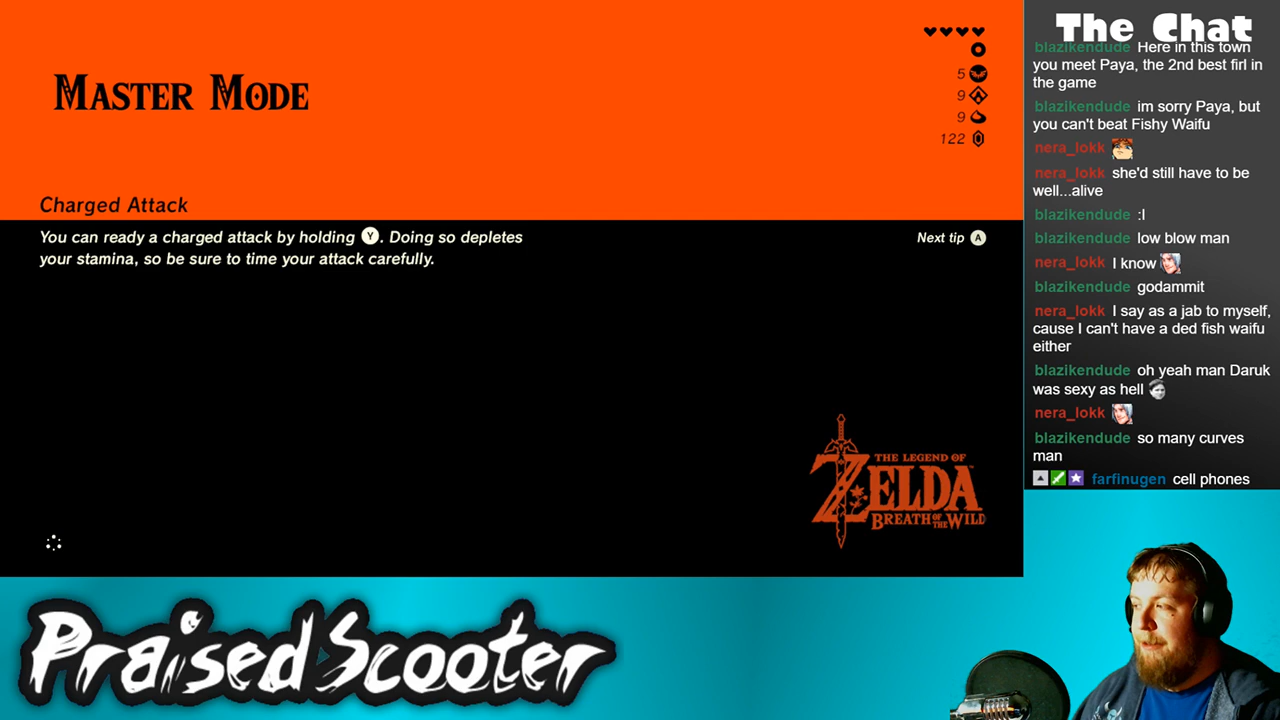 Master Mode
5
9
9
122
Charged Attack
You can ready a charged attack by holding Y. Doing so depletes
your stamina, so be sure to time your attack carefully.
Next tip A
THE LEGEND OF
ZELDA
BREATH OF THE WILD
PraisedScooter
The Chat
blazikendude Here in this town
you meet Paya, the 2nd best firl in
the game
blazikendude im sorry Paya, but
you can't beat Fishy Waifu
nera_lokk
nera_lokk she'd still have to be
well...alive
blazikendude :I
blazikendude low blow man
nera_lokk I know
blazikendude godammit
nera_lokk I say as a jab to myself,
cause I can't have a ded fish waifu
either
blazikendude oh yeah man Daruk
was sexy as hell
nera_lokk
blazikendude so many curves
man
farfinugen cell phones